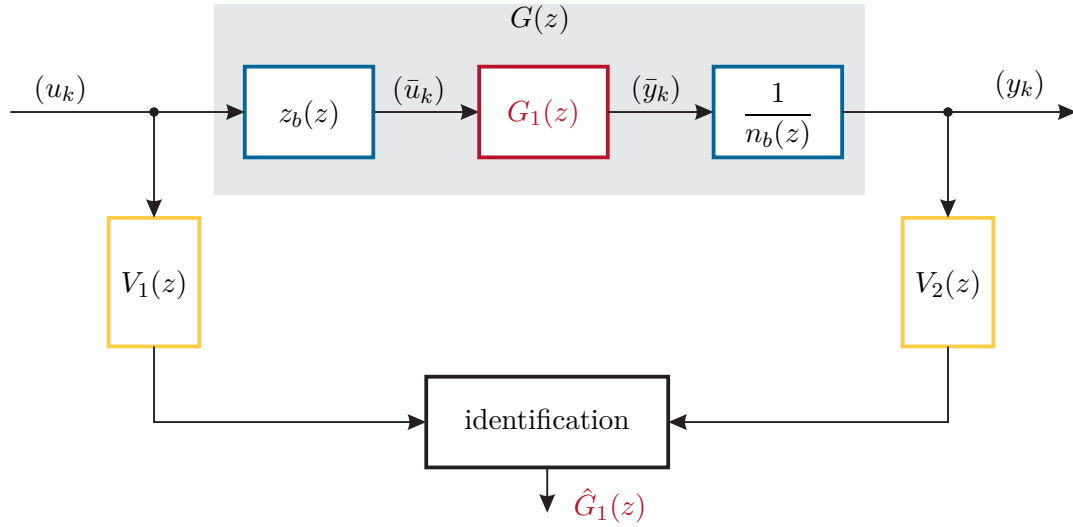 G(z)
(u_k)
z_b(z)
(ū_k)
G_1(z)
(ȳ_k)
1
n_b(z)
(y_k)
V_1(z)
V_2(z)
identification
Ĝ_1(z)